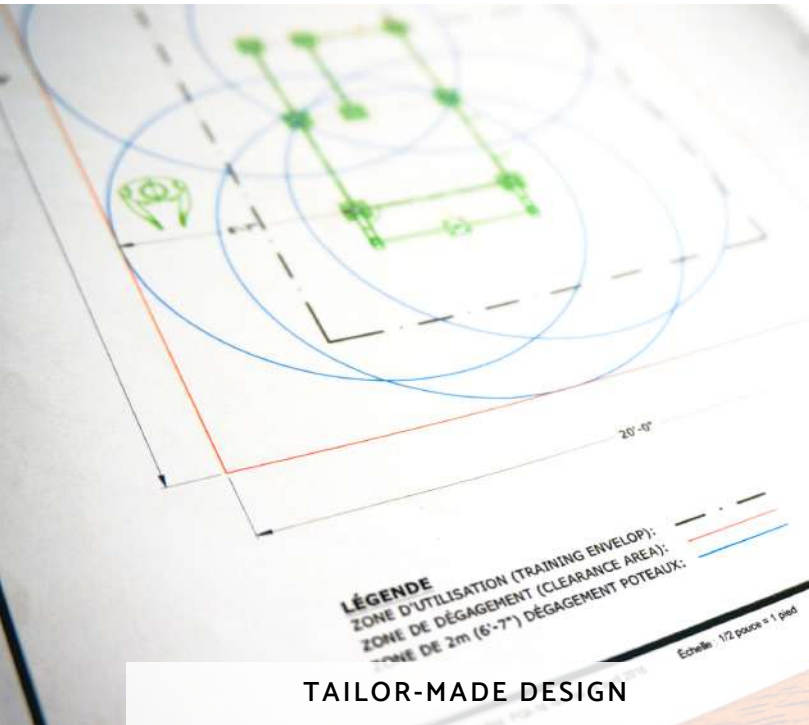 20'-0"
LÉGENDE
ZONE D'UTILISATION (TRAINING ENVELOP):
ZONE DE DÉGAGEMENT (CLEARANCE AREA):
ZONE DE 2m (6'-7") DÉGAGEMENT POTEAUX:
Échelle : 1/2 pouce = 1 pied
TAILOR-MADE DESIGN